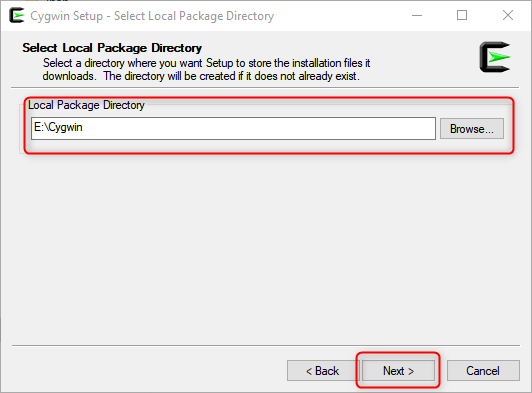 Cygwin Setup - Select Local Package Directory
Select Local Package Directory
Select a directory where you want Setup to store the installation files it
downloads. The directory will be created if it does not already exist.
Local Package Directory
E:\Cygwin
Browse...
< Back
Next >
Cancel